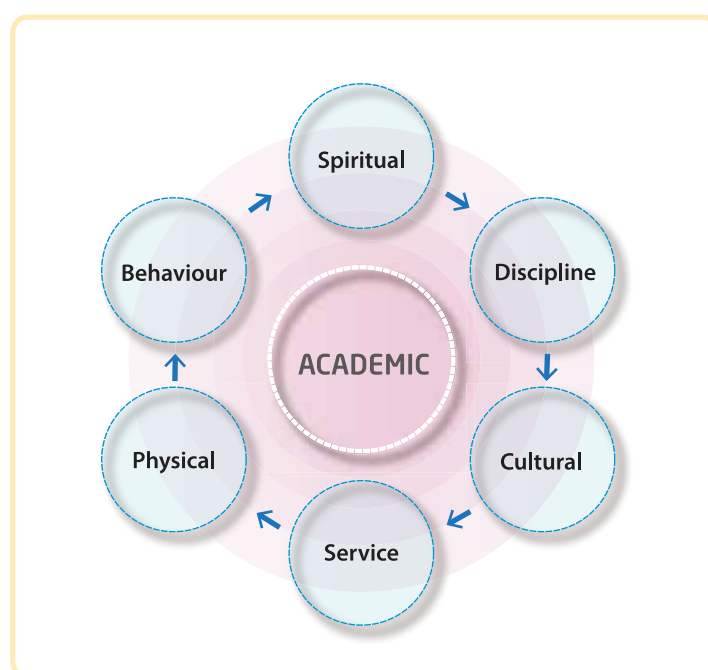 Spiritual
Discipline
Cultural
Service
Physical
Behaviour
ACADEMIC